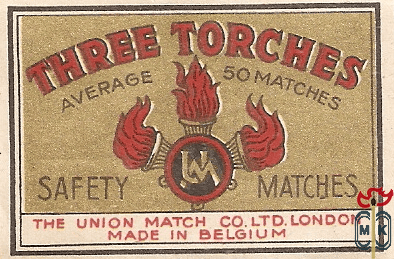 THREE TORCHES
AVERAGE 50 MATCHES
UM
SAFETY MATCHES
THE UNION MATCH CO. LTD. LONDON
MADE IN BELGIUM
MK